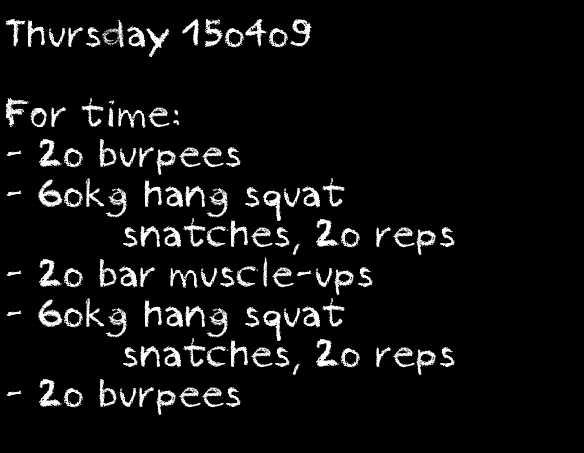 Thursday 150409
For time:
- 20 burpees
- 60kg hang squat
snatches, 20 reps
- 20 bar muscle-ups
- 60kg hang squat
snatches, 20 reps
- 20 burpees